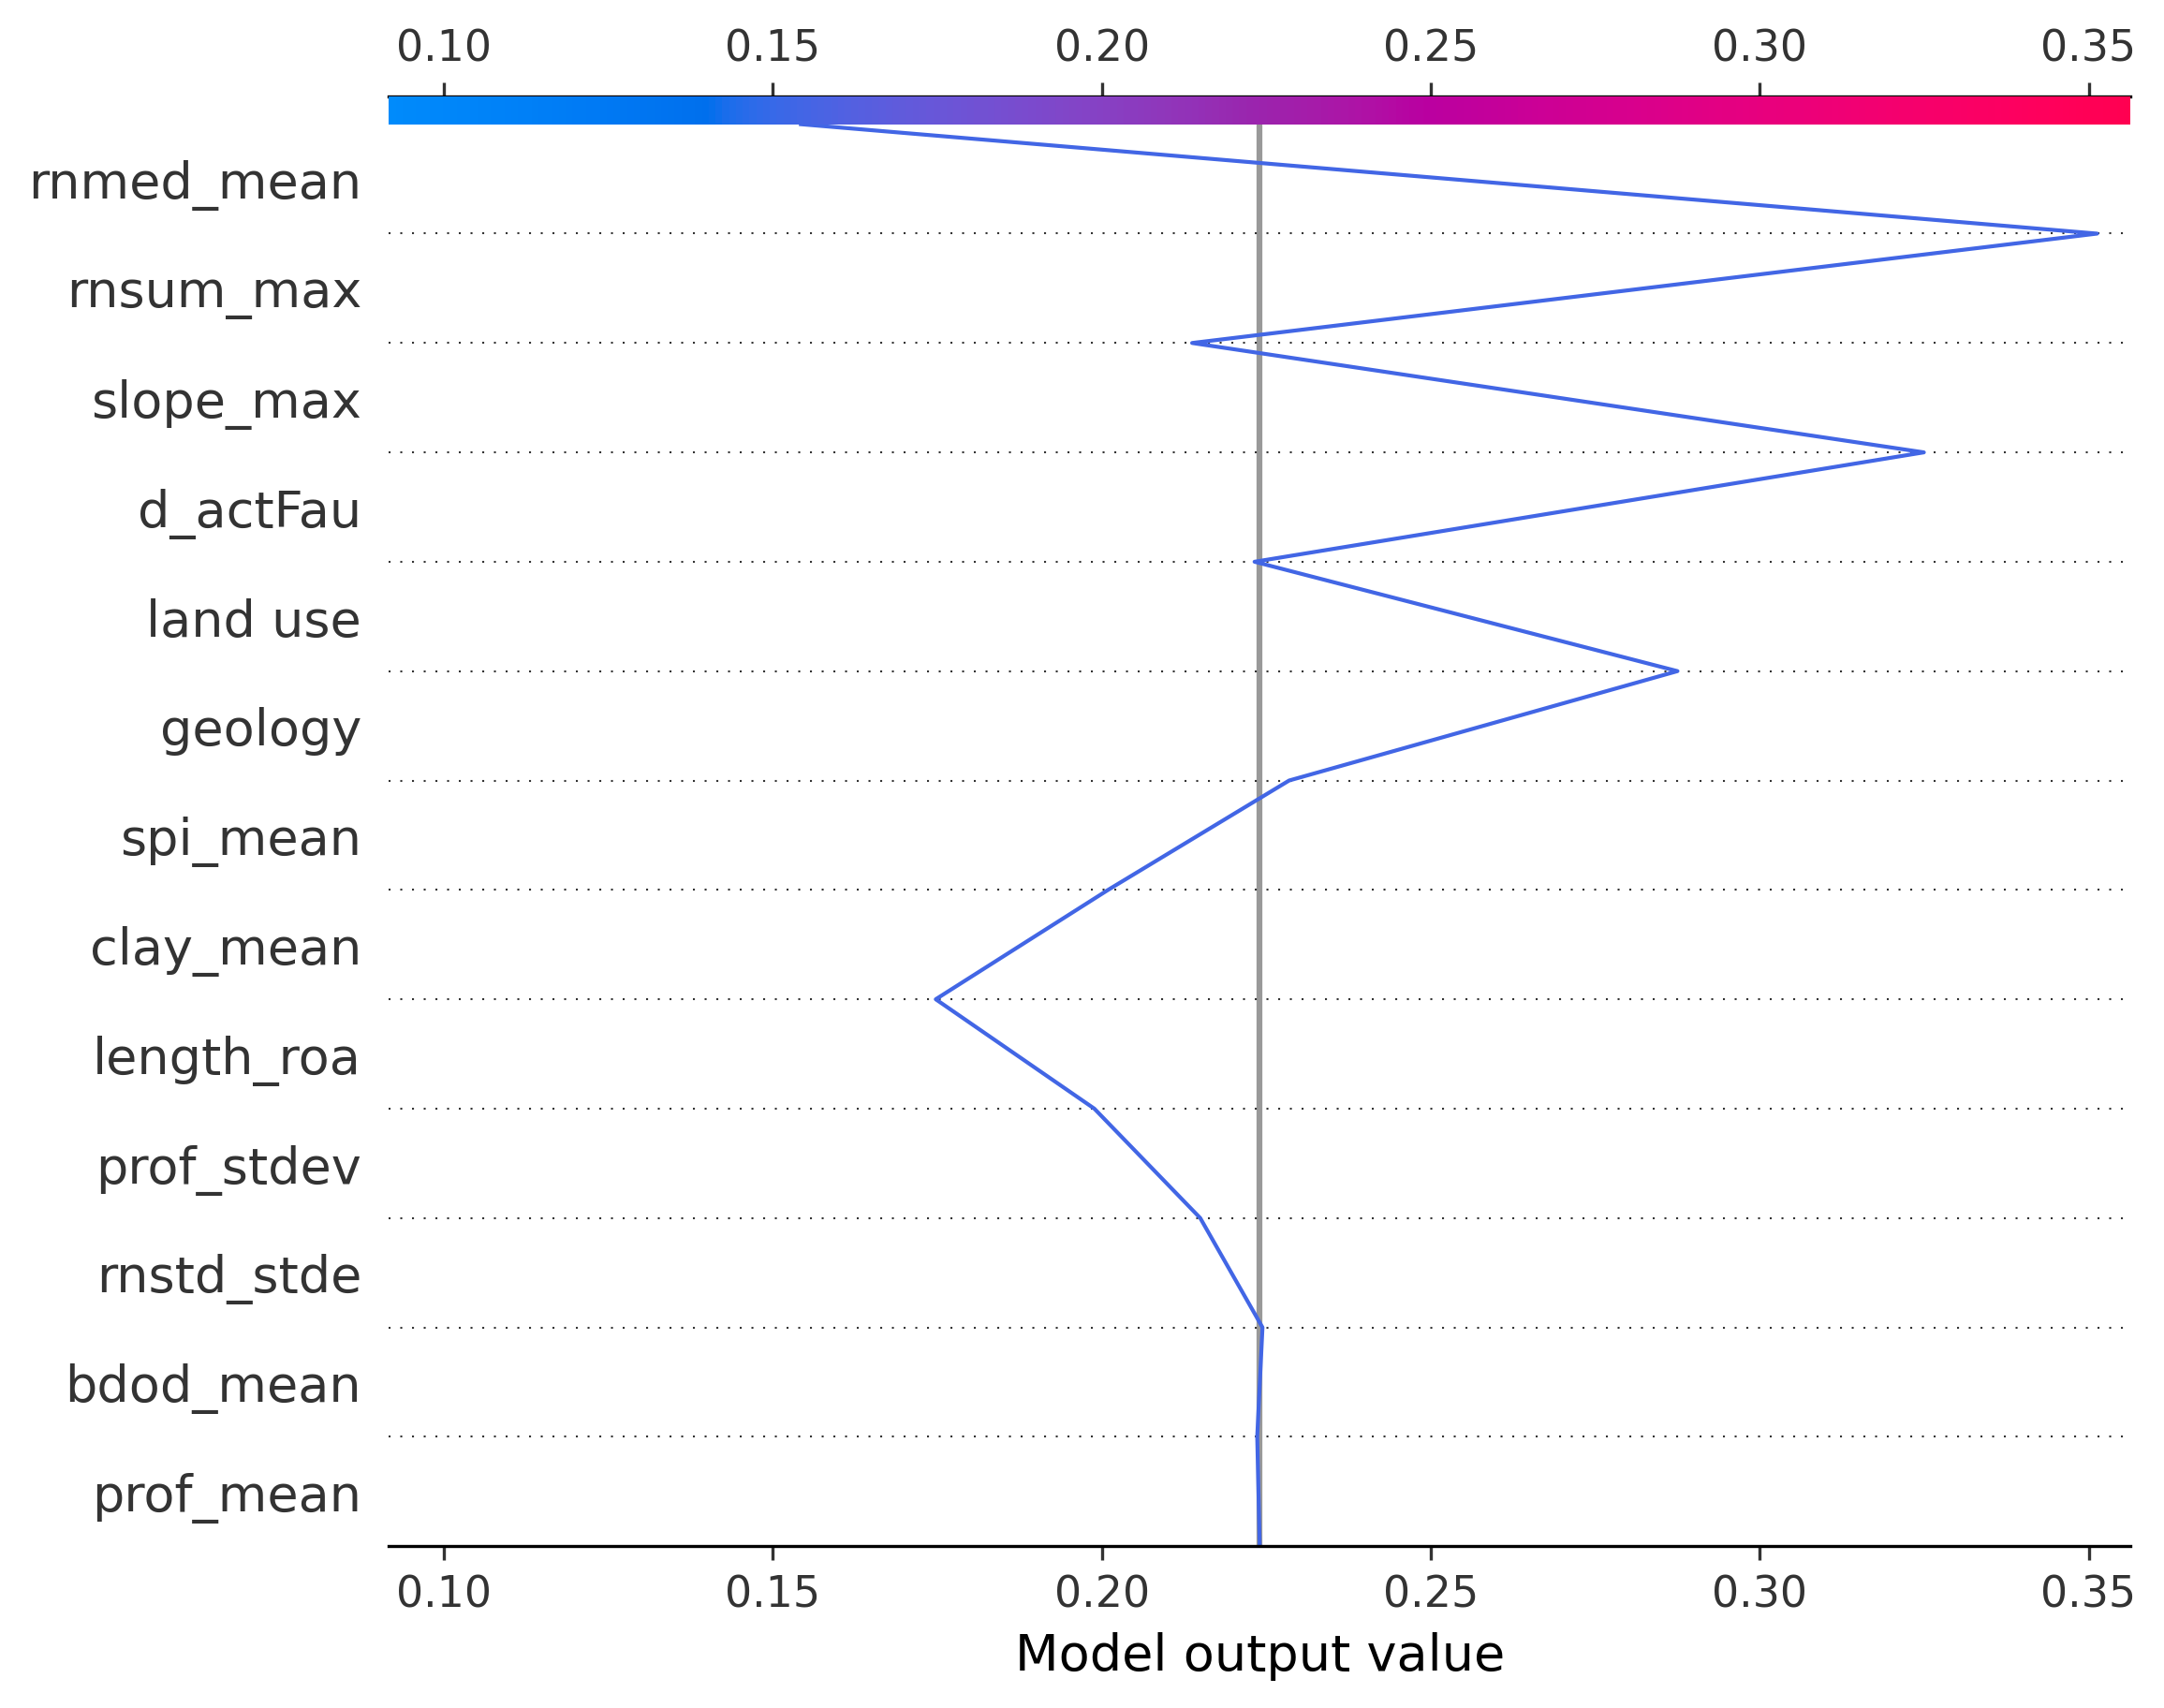 0.10 0.15 0.20 0.25 0.30 0.35
rnmed_mean
rnsum_max
slope_max
d_actFau
land use
geology
spi_mean
clay_mean
length_roa
prof_stdev
rnstd_stde
bdod_mean
prof_mean
0.10 0.15 0.20 0.25 0.30 0.35
Model output value